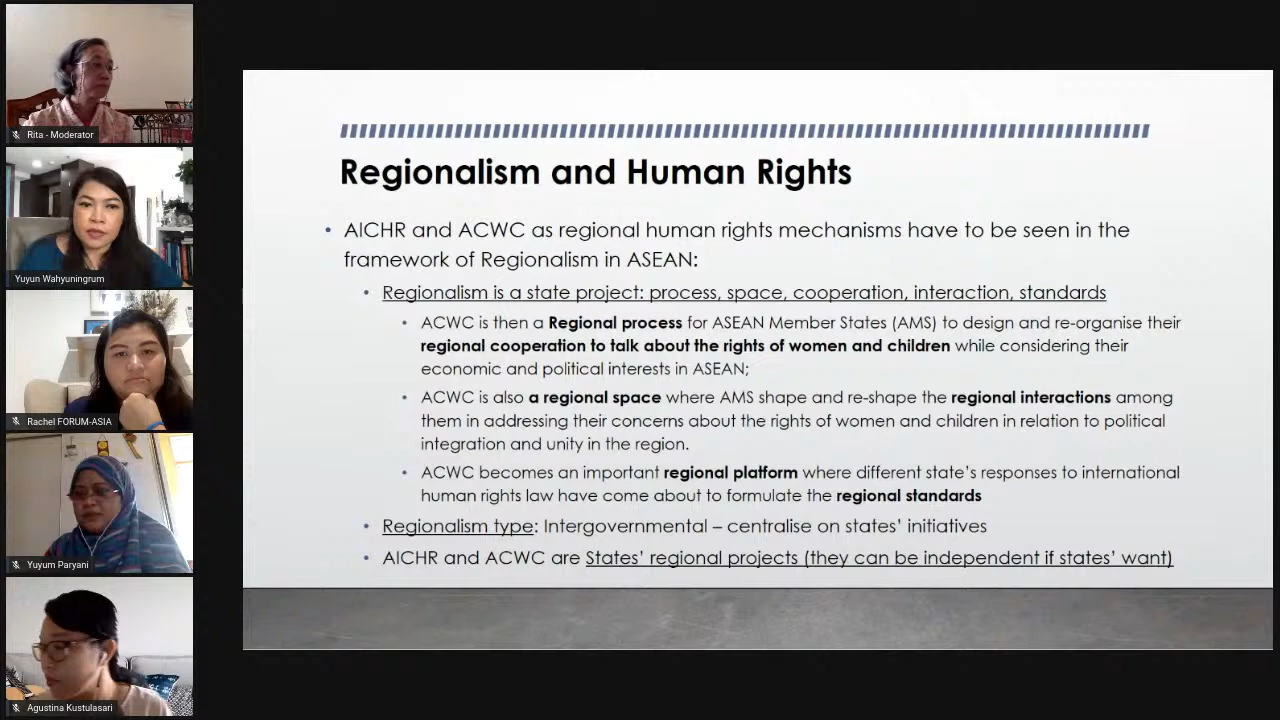 Rita - Moderator
Yuyun Wahyuningrum
Rachel FORUM-ASIA
Yuyum Paryani
Agustina Kustulasari
Regionalism and Human Rights
• AICHR and ACWC as regional human rights mechanisms have to be seen in the
framework of Regionalism in ASEAN:
• Regionalism is a state project: process, space, cooperation, interaction, standards
• ACWC is then a Regional process for ASEAN Member States (AMS) to design and re-organise their
regional cooperation to talk about the rights of women and children while considering their
economic and political interests in ASEAN;
• ACWC is also a regional space where AMS shape and re-shape the regional interactions among
them in addressing their concerns about the rights of women and children in relation to political
integration and unity in the region.
• ACWC becomes an important regional platform where different state's responses to international
human rights law have come about to formulate the regional standards
• Regionalism type: Intergovernmental – centralise on states' initiatives
• AICHR and ACWC are States' regional projects (they can be independent if states' want)